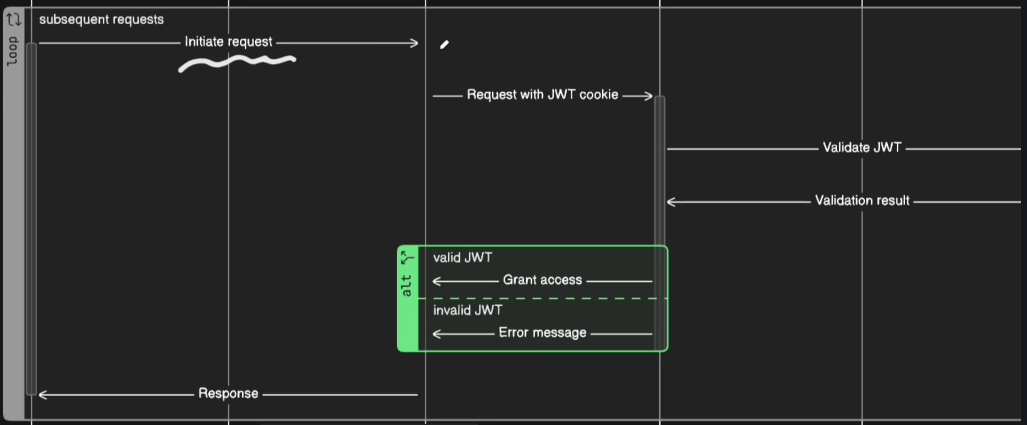 subsequent requests
loop
Initiate request
Request with JWT cookie
Validate JWT
Validation result
alt
valid JWT
Grant access
invalid JWT
Error message
Response